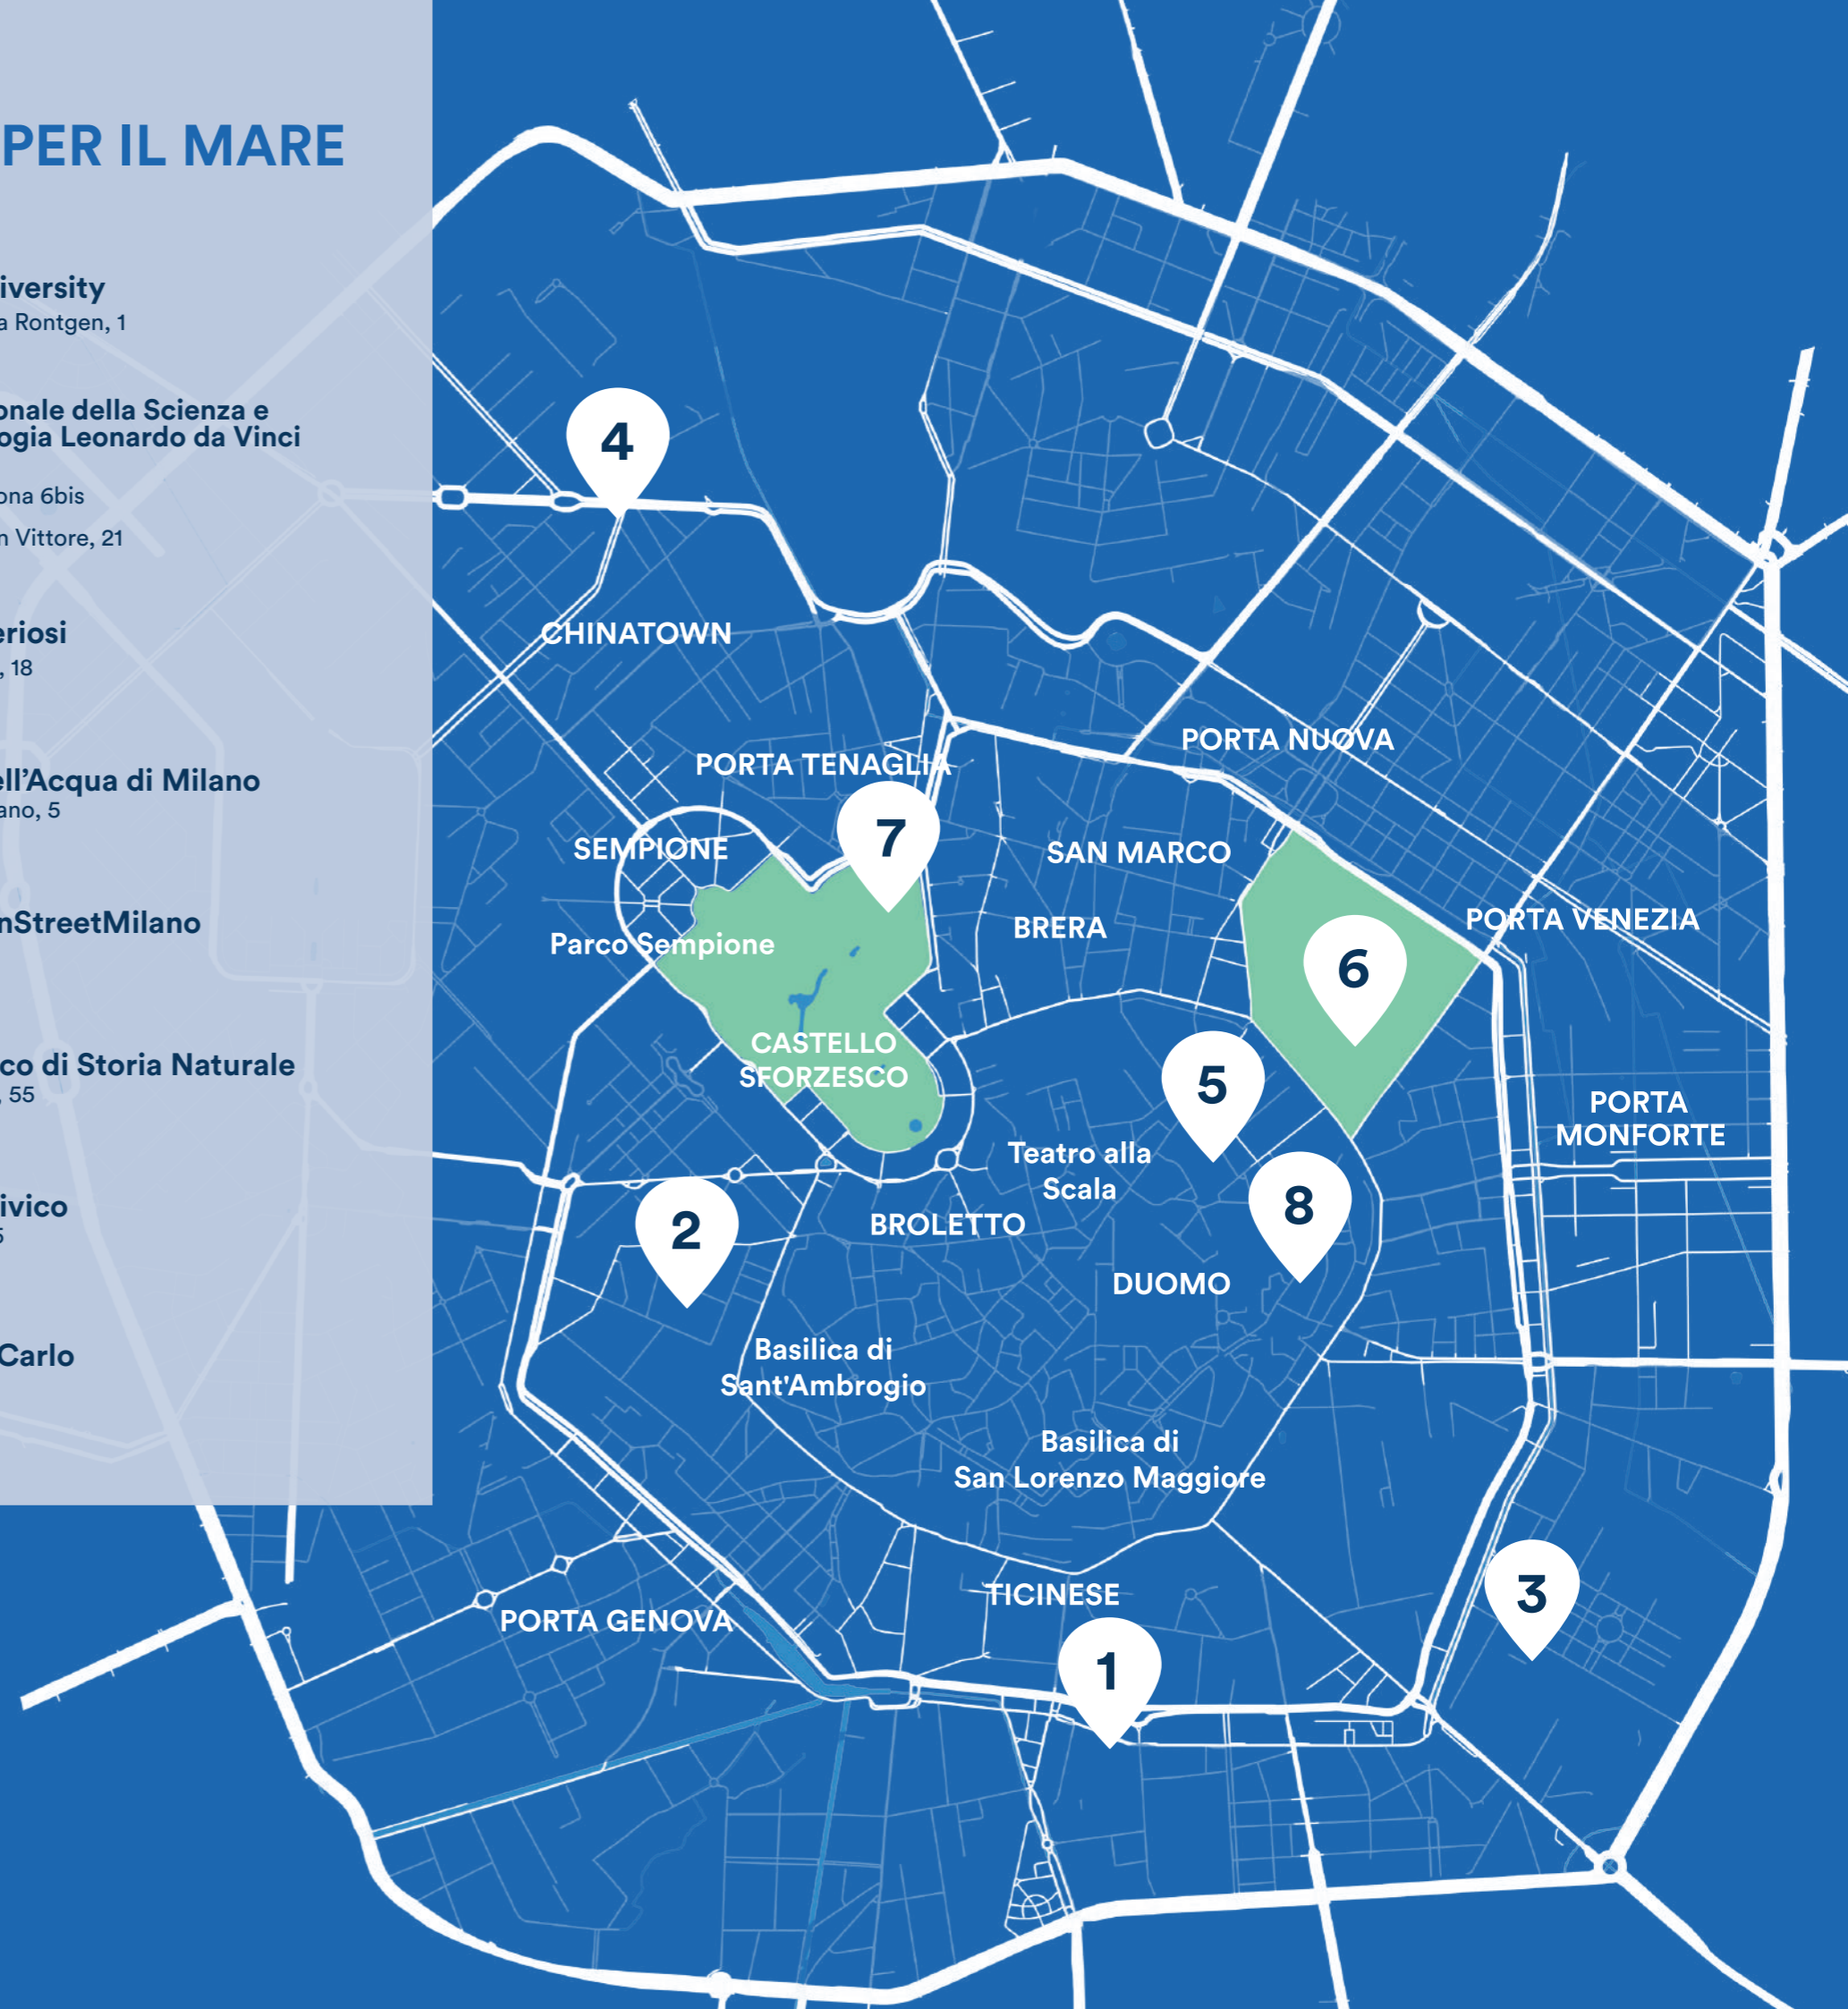 PER IL MARE
iversity
a Rontgen, 1
onale della Scienza e
ogia Leonardo da Vinci
ona 6bis
n Vittore, 21
eriosi
, 18
ell'Acqua di Milano
ano, 5
nStreetMilano
co di Storia Naturale
, 55
ivico
5
Carlo
4
CHINATOWN
PORTA NUOVA
PORTA TENAGLIA
7
SEMPIONE
SAN MARCO
PORTA VENEZIA
BRERA
Parco Sempione
6
CASTELLO
SFORZESCO
5
PORTA
MONFORTE
Teatro alla
Scala
8
BROLETTO
2
DUOMO
Basilica di
Sant'Ambrogio
Basilica di
San Lorenzo Maggiore
TICINESE
3
PORTA GENOVA
1